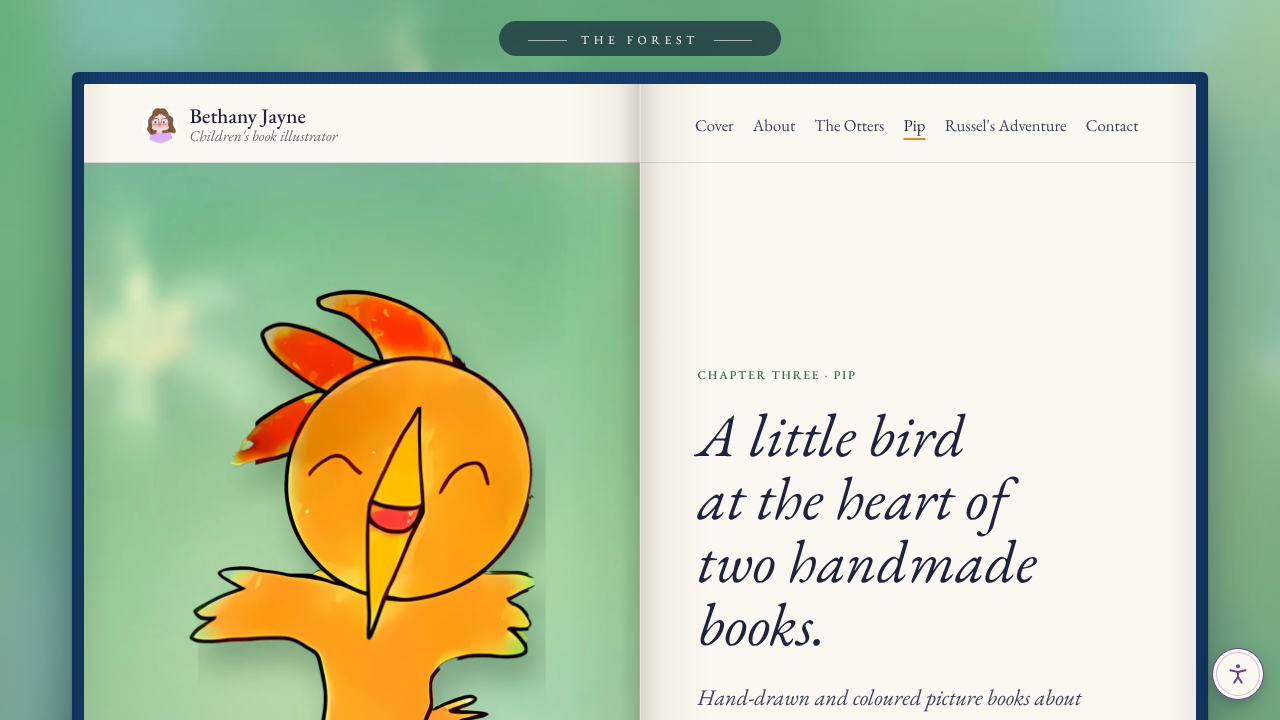 THE FOREST
Bethany Jayne
Children's book illustrator
Cover About The Otters Pip Russel's Adventure Contact
CHAPTER THREE · PIP
A little bird
at the heart of
two handmade
books.
Hand-drawn and coloured picture books about